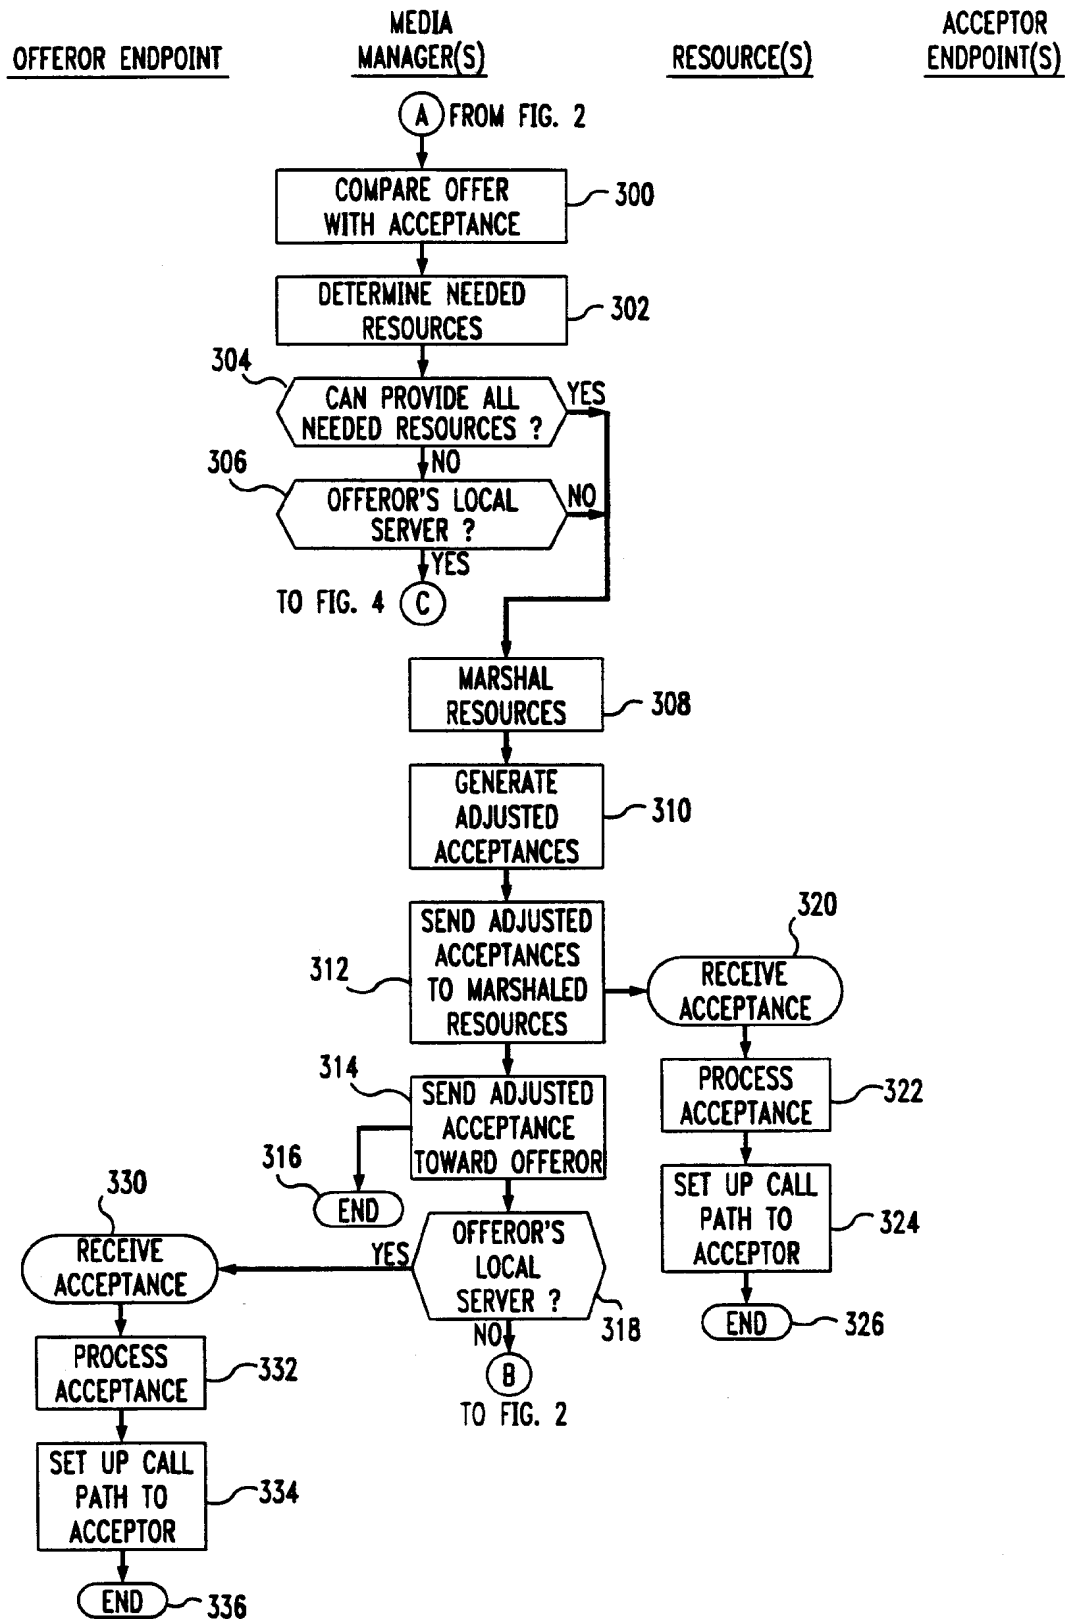 OFFEROR ENDPOINT
MEDIA
MANAGER(S)
RESOURCE(S)
ACCEPTOR
ENDPOINT(S)
A FROM FIG. 2
COMPARE OFFER
WITH ACCEPTANCE
300
DETERMINE NEEDED
RESOURCES
302
304
CAN PROVIDE ALL
NEEDED RESOURCES ?
YES
NO
306
OFFEROR'S LOCAL
SERVER ?
NO
YES
TO FIG. 4 C
MARSHAL
RESOURCES
308
GENERATE
ADJUSTED
ACCEPTANCES
310
SEND ADJUSTED
ACCEPTANCES
TO MARSHALED
RESOURCES
312
320
RECEIVE
ACCEPTANCE
314
SEND ADJUSTED
ACCEPTANCE
TOWARD OFFEROR
PROCESS
ACCEPTANCE
322
316
END
SET UP CALL
PATH TO
ACCEPTOR
324
330
RECEIVE
ACCEPTANCE
YES
OFFEROR'S
LOCAL
SERVER ?
318
NO
END
326
PROCESS
ACCEPTANCE
332
B
TO FIG. 2
SET UP CALL
PATH TO
ACCEPTOR
334
END
336